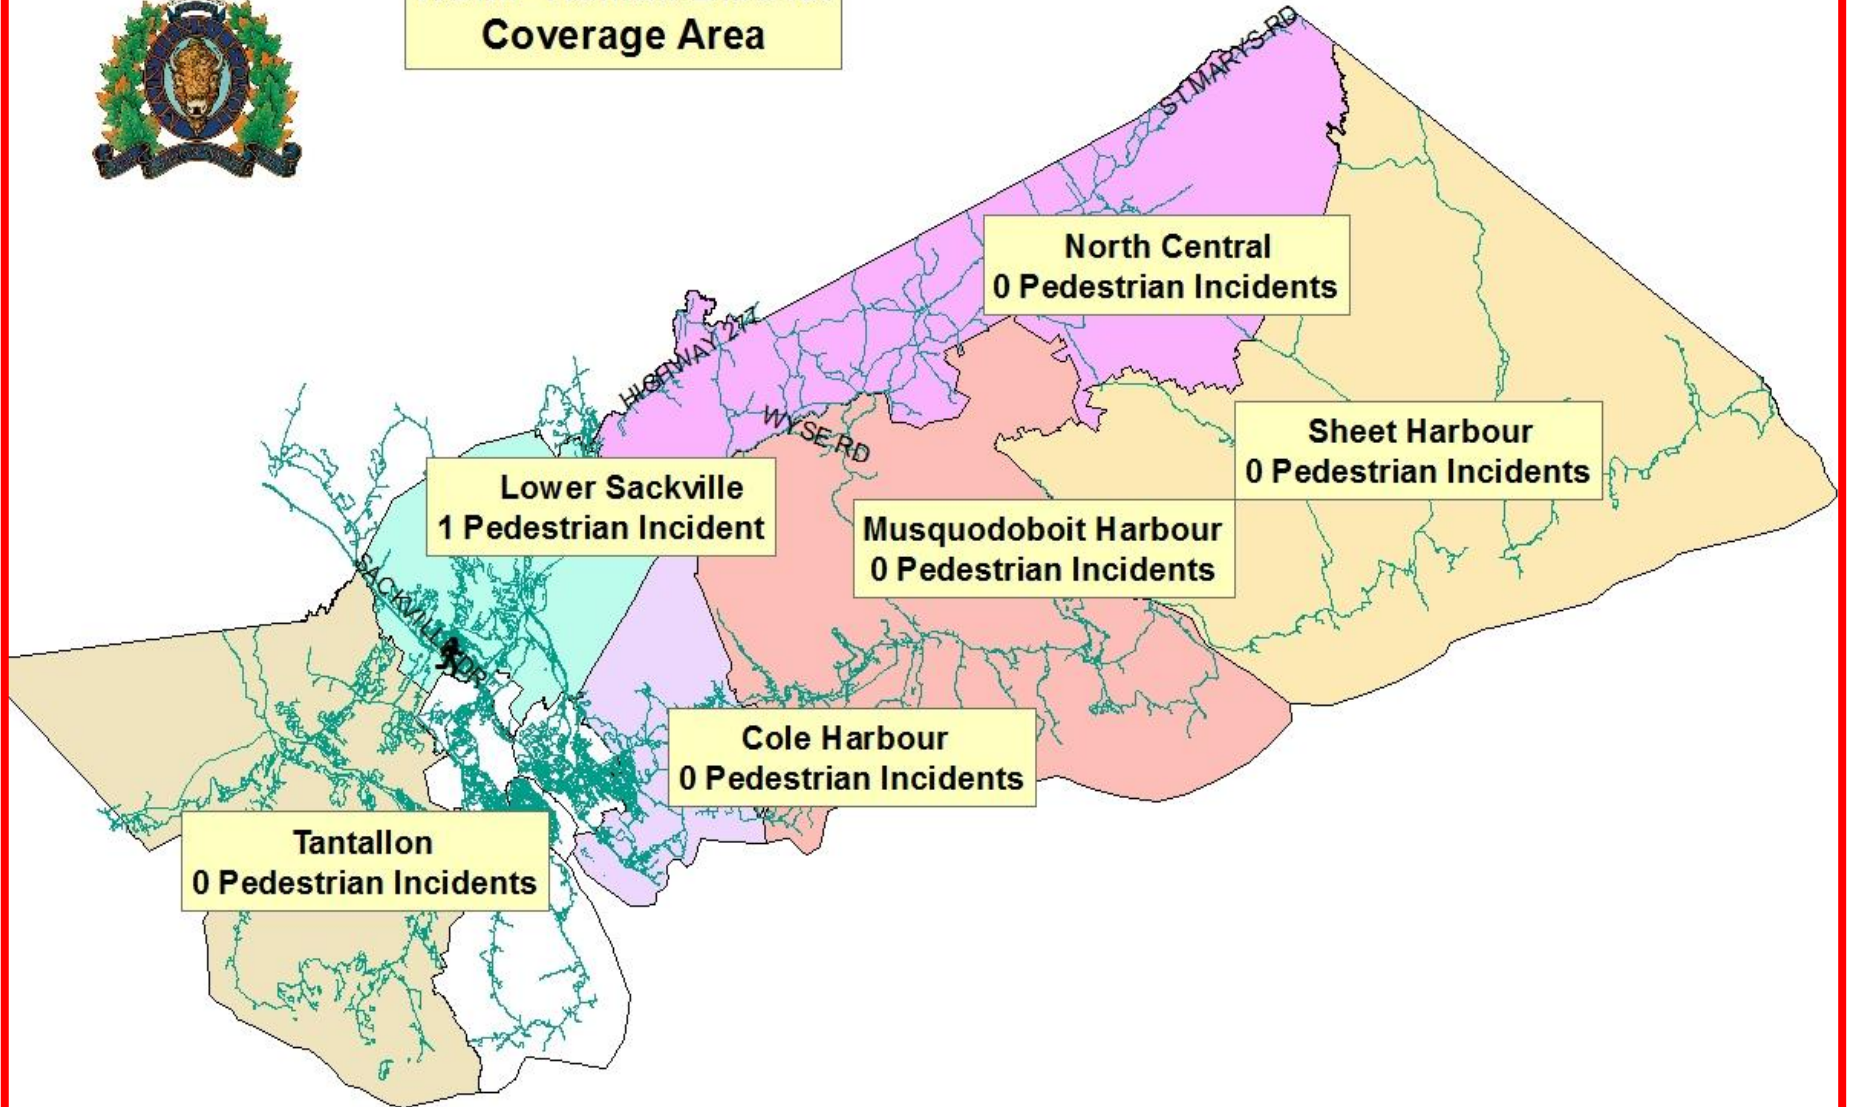 Coverage Area
ST.MARYS RD
North Central
0 Pedestrian Incidents
HIGHWAY 277
WYSE RD
Sheet Harbour
0 Pedestrian Incidents
Lower Sackville
1 Pedestrian Incident
Musquodoboit Harbour
0 Pedestrian Incidents
SACKVILLE DR
Cole Harbour
0 Pedestrian Incidents
Tantallon
0 Pedestrian Incidents